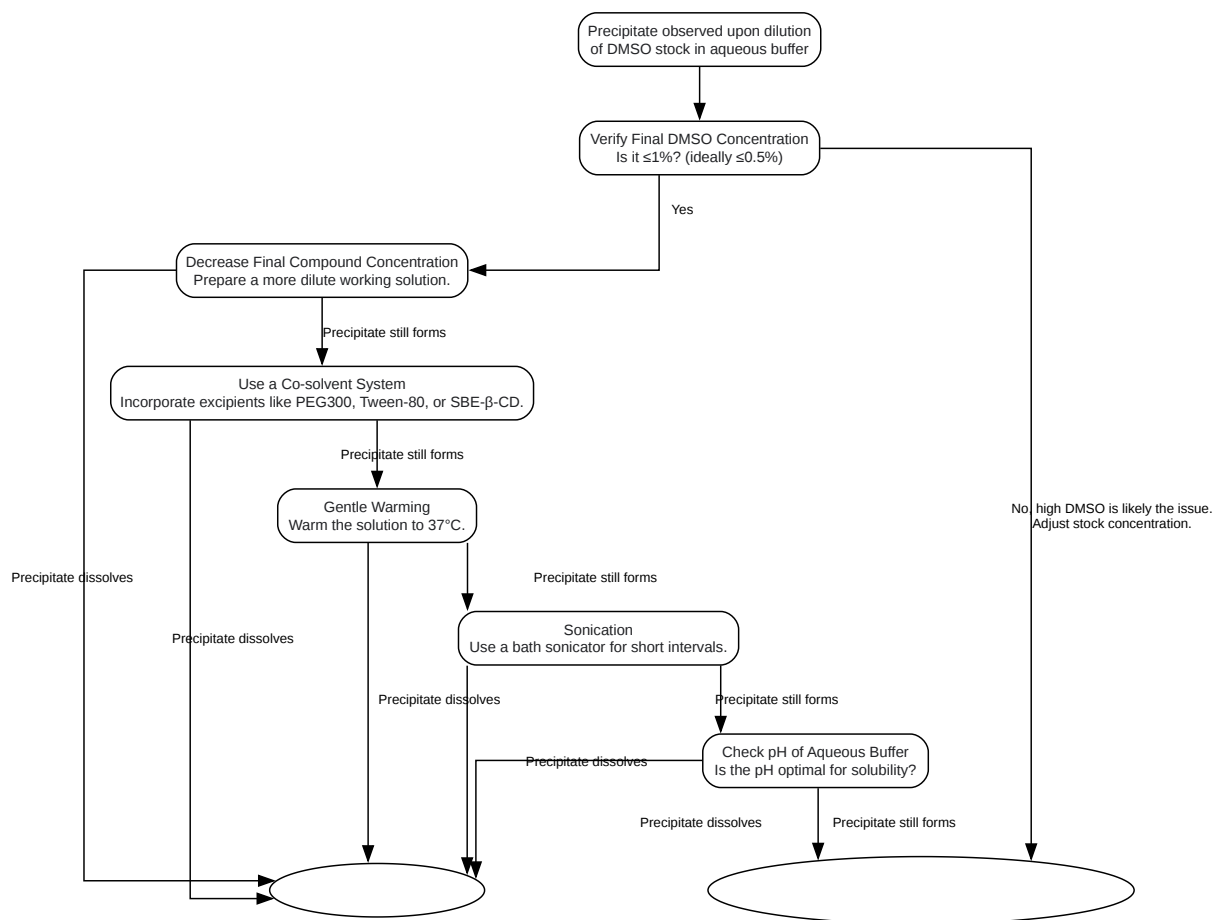 Precipitate observed upon dilution
of DMSO stock in aqueous buffer
Verify Final DMSO Concentration
Is it ≤1%? (ideally ≤0.5%)
Yes
Decrease Final Compound Concentration
Prepare a more dilute working solution.
Precipitate still forms
Use a Co-solvent System
Incorporate excipients like PEG300, Tween-80, or SBE-β-CD.
Precipitate still forms
Gentle Warming
Warm the solution to 37°C.
No, high DMSO is likely the issue.
Adjust stock concentration.
Precipitate dissolves
Precipitate still forms
Sonication
Use a bath sonicator for short intervals.
Precipitate dissolves
Precipitate dissolves
Precipitate still forms
Check pH of Aqueous Buffer
Is the pH optimal for solubility?
Precipitate dissolves
Precipitate dissolves
Precipitate still forms